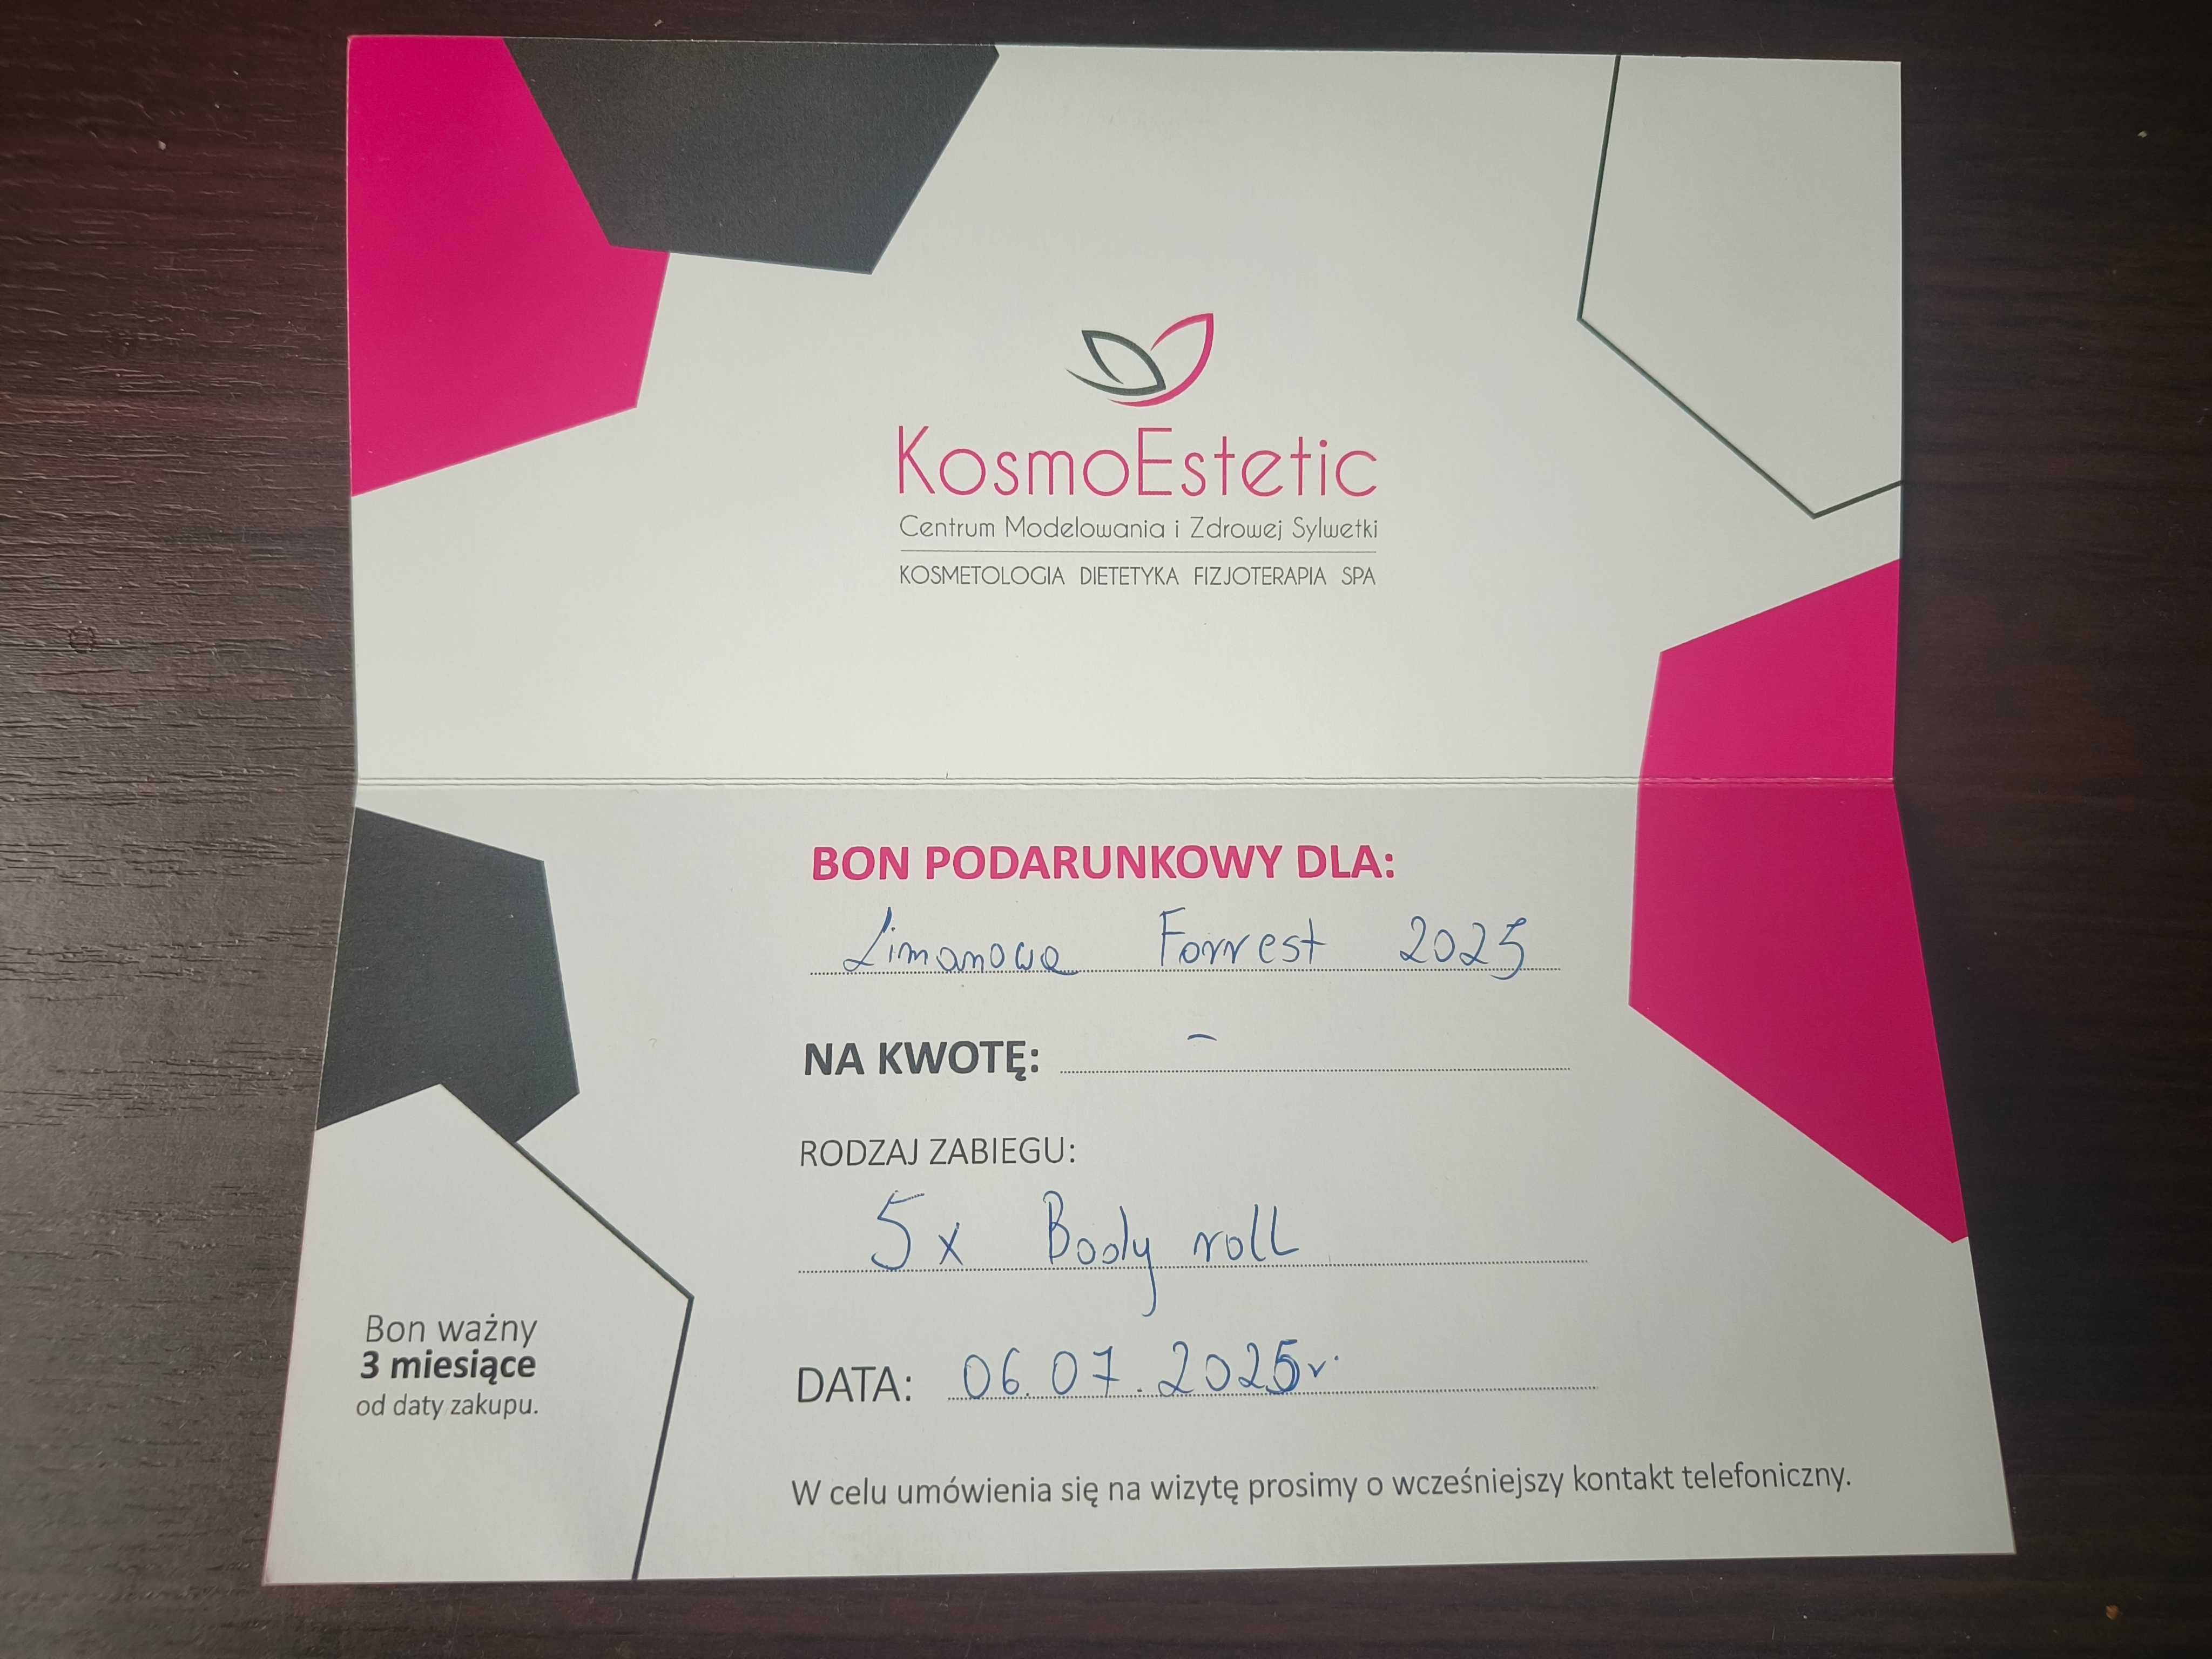 KosmoEstetic
Centrum Modelowania i Zdrowej Sylwetki
KOSMETOLOGIA DIETETYKA FIZJOTERAPIA SPA
BON PODARUNKOWY DLA:
Limanowa Forrest 2025
NA KWOTĘ: –
RODZAJ ZABIEGU:
5x Body roll
DATA: 06.07.2025r.
Bon ważny
3 miesiące
od daty zakupu.
W celu umówienia się na wizytę prosimy o wcześniejszy kontakt telefoniczny.